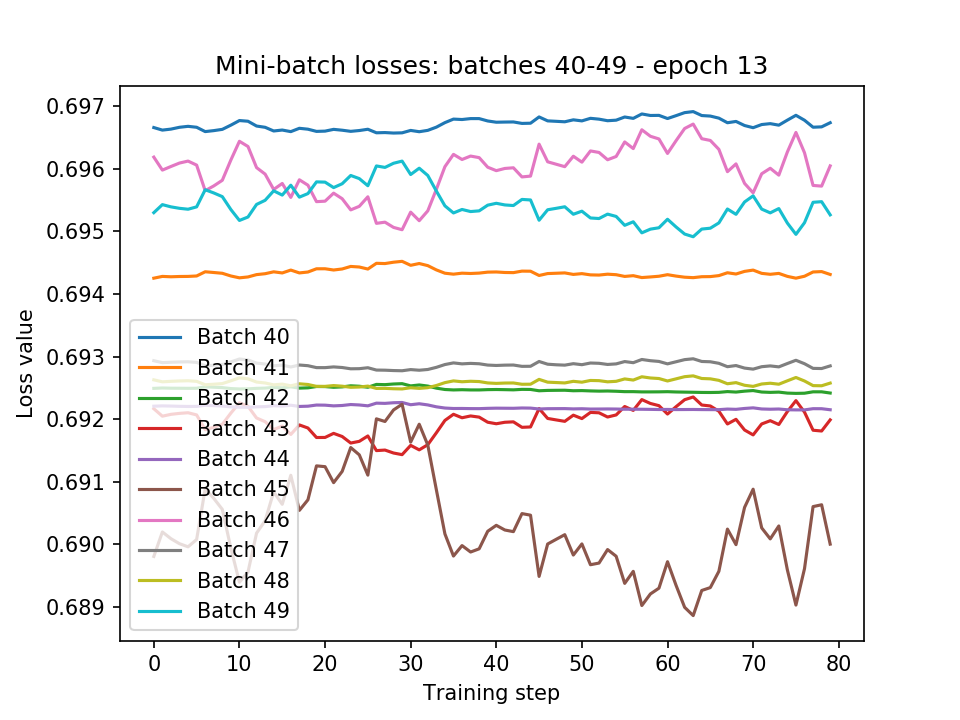 Mini-batch losses: batches 40-49 - epoch 13
Loss value
0.697
0.696
0.695
0.694
0.693
0.692
0.691
0.690
0.689
Batch 40
Batch 41
Batch 42
Batch 43
Batch 44
Batch 45
Batch 46
Batch 47
Batch 48
Batch 49
0 10 20 30 40 50 60 70 80
Training step